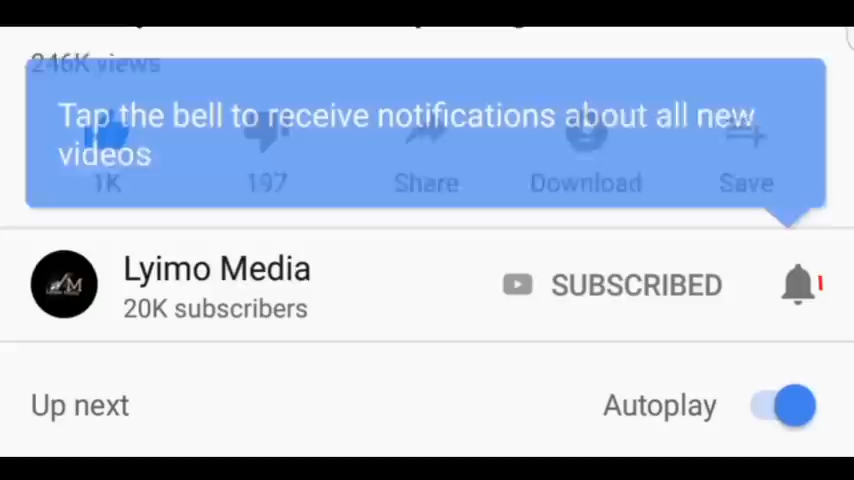 246K views
Tap the bell to receive notifications about all new
videos
1K 197 Share Download Save
Lyimo Media
20K subscribers
SUBSCRIBED
Up next
Autoplay